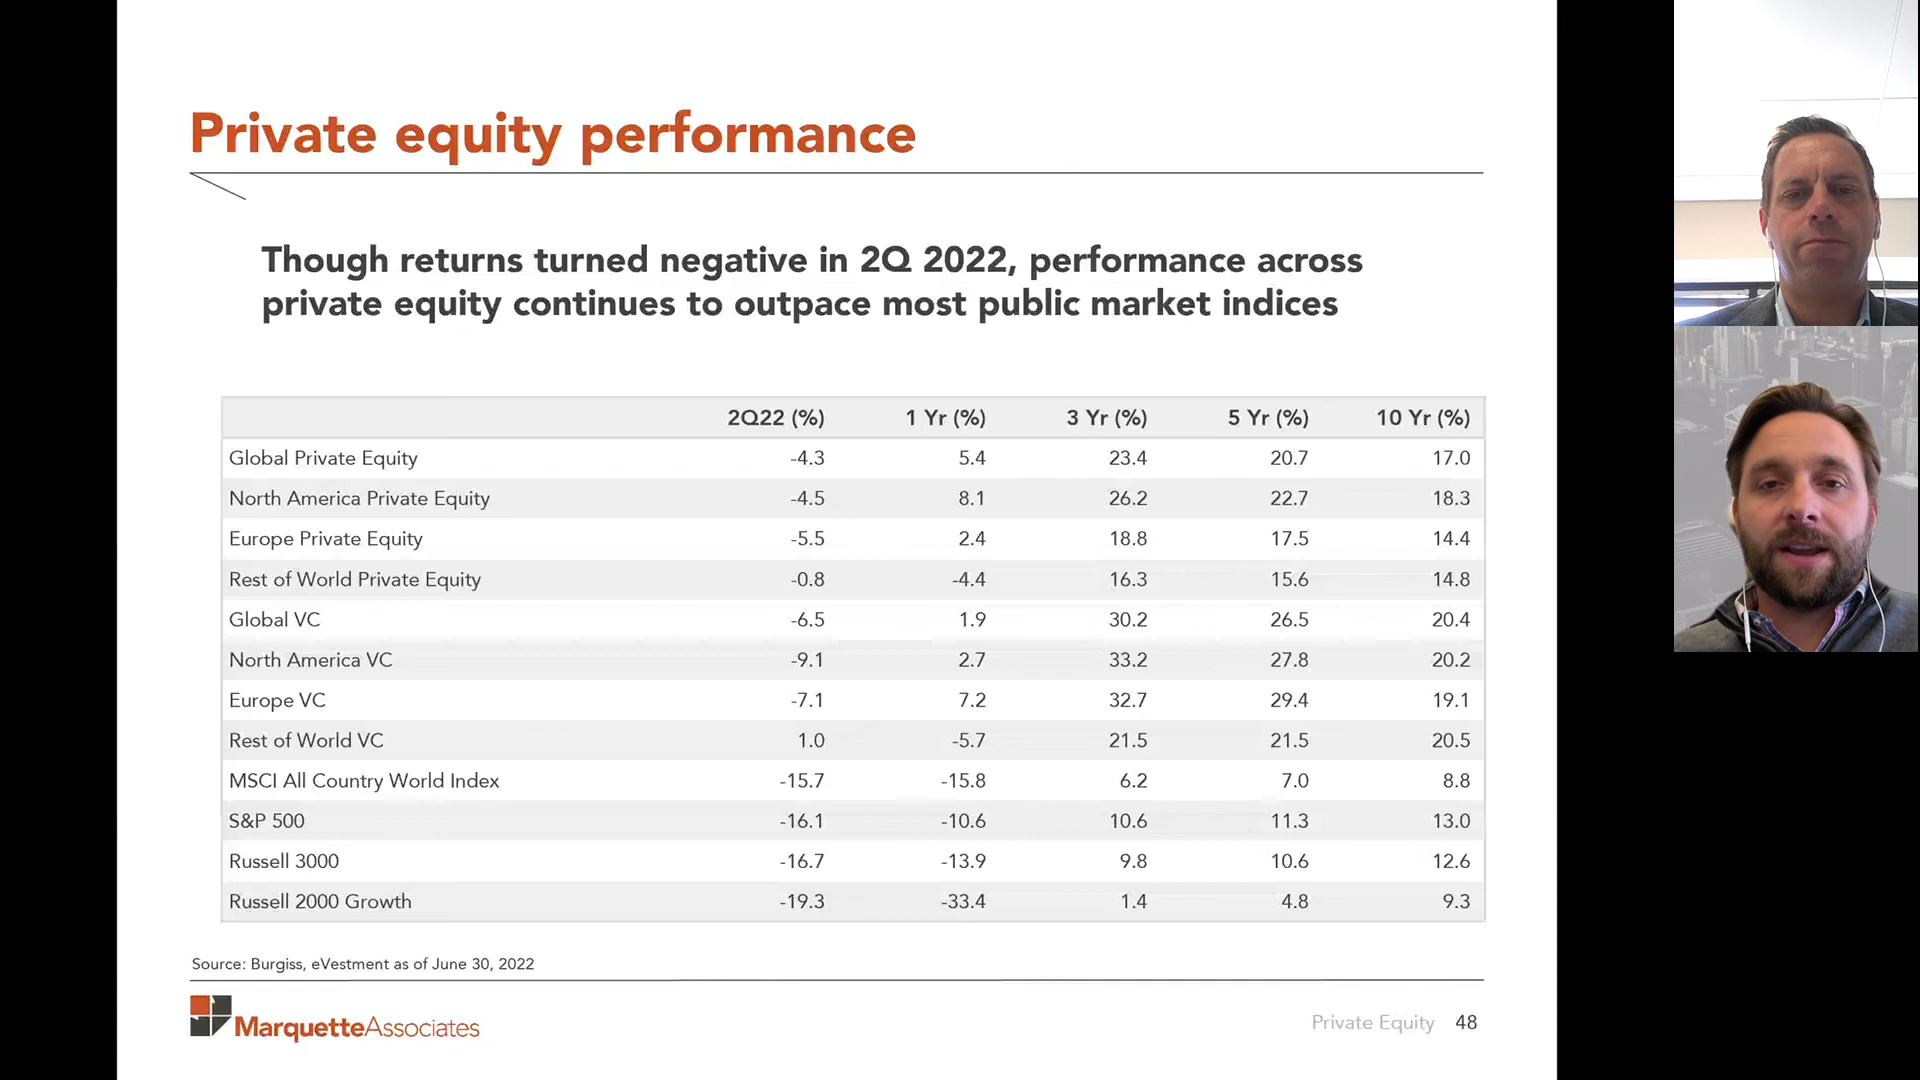 Private equity performance
Though returns turned negative in 2Q 2022, performance across
private equity continues to outpace most public market indices
2Q22 (%) 1 Yr (%) 3 Yr (%) 5 Yr (%) 10 Yr (%)
Global Private Equity -4.3 5.4 23.4 20.7 17.0
North America Private Equity -4.5 8.1 26.2 22.7 18.3
Europe Private Equity -5.5 2.4 18.8 17.5 14.4
Rest of World Private Equity -0.8 -4.4 16.3 15.6 14.8
Global VC -6.5 1.9 30.2 26.5 20.4
North America VC -9.1 2.7 33.2 27.8 20.2
Europe VC -7.1 7.2 32.7 29.4 19.1
Rest of World VC 1.0 -5.7 21.5 21.5 20.5
MSCI All Country World Index -15.7 -15.8 6.2 7.0 8.8
S&P 500 -16.1 -10.6 10.6 11.3 13.0
Russell 3000 -16.7 -13.9 9.8 10.6 12.6
Russell 2000 Growth -19.3 -33.4 1.4 4.8 9.3
Source: Burgiss, eVestment as of June 30, 2022
MarquetteAssociates
Private Equity 48